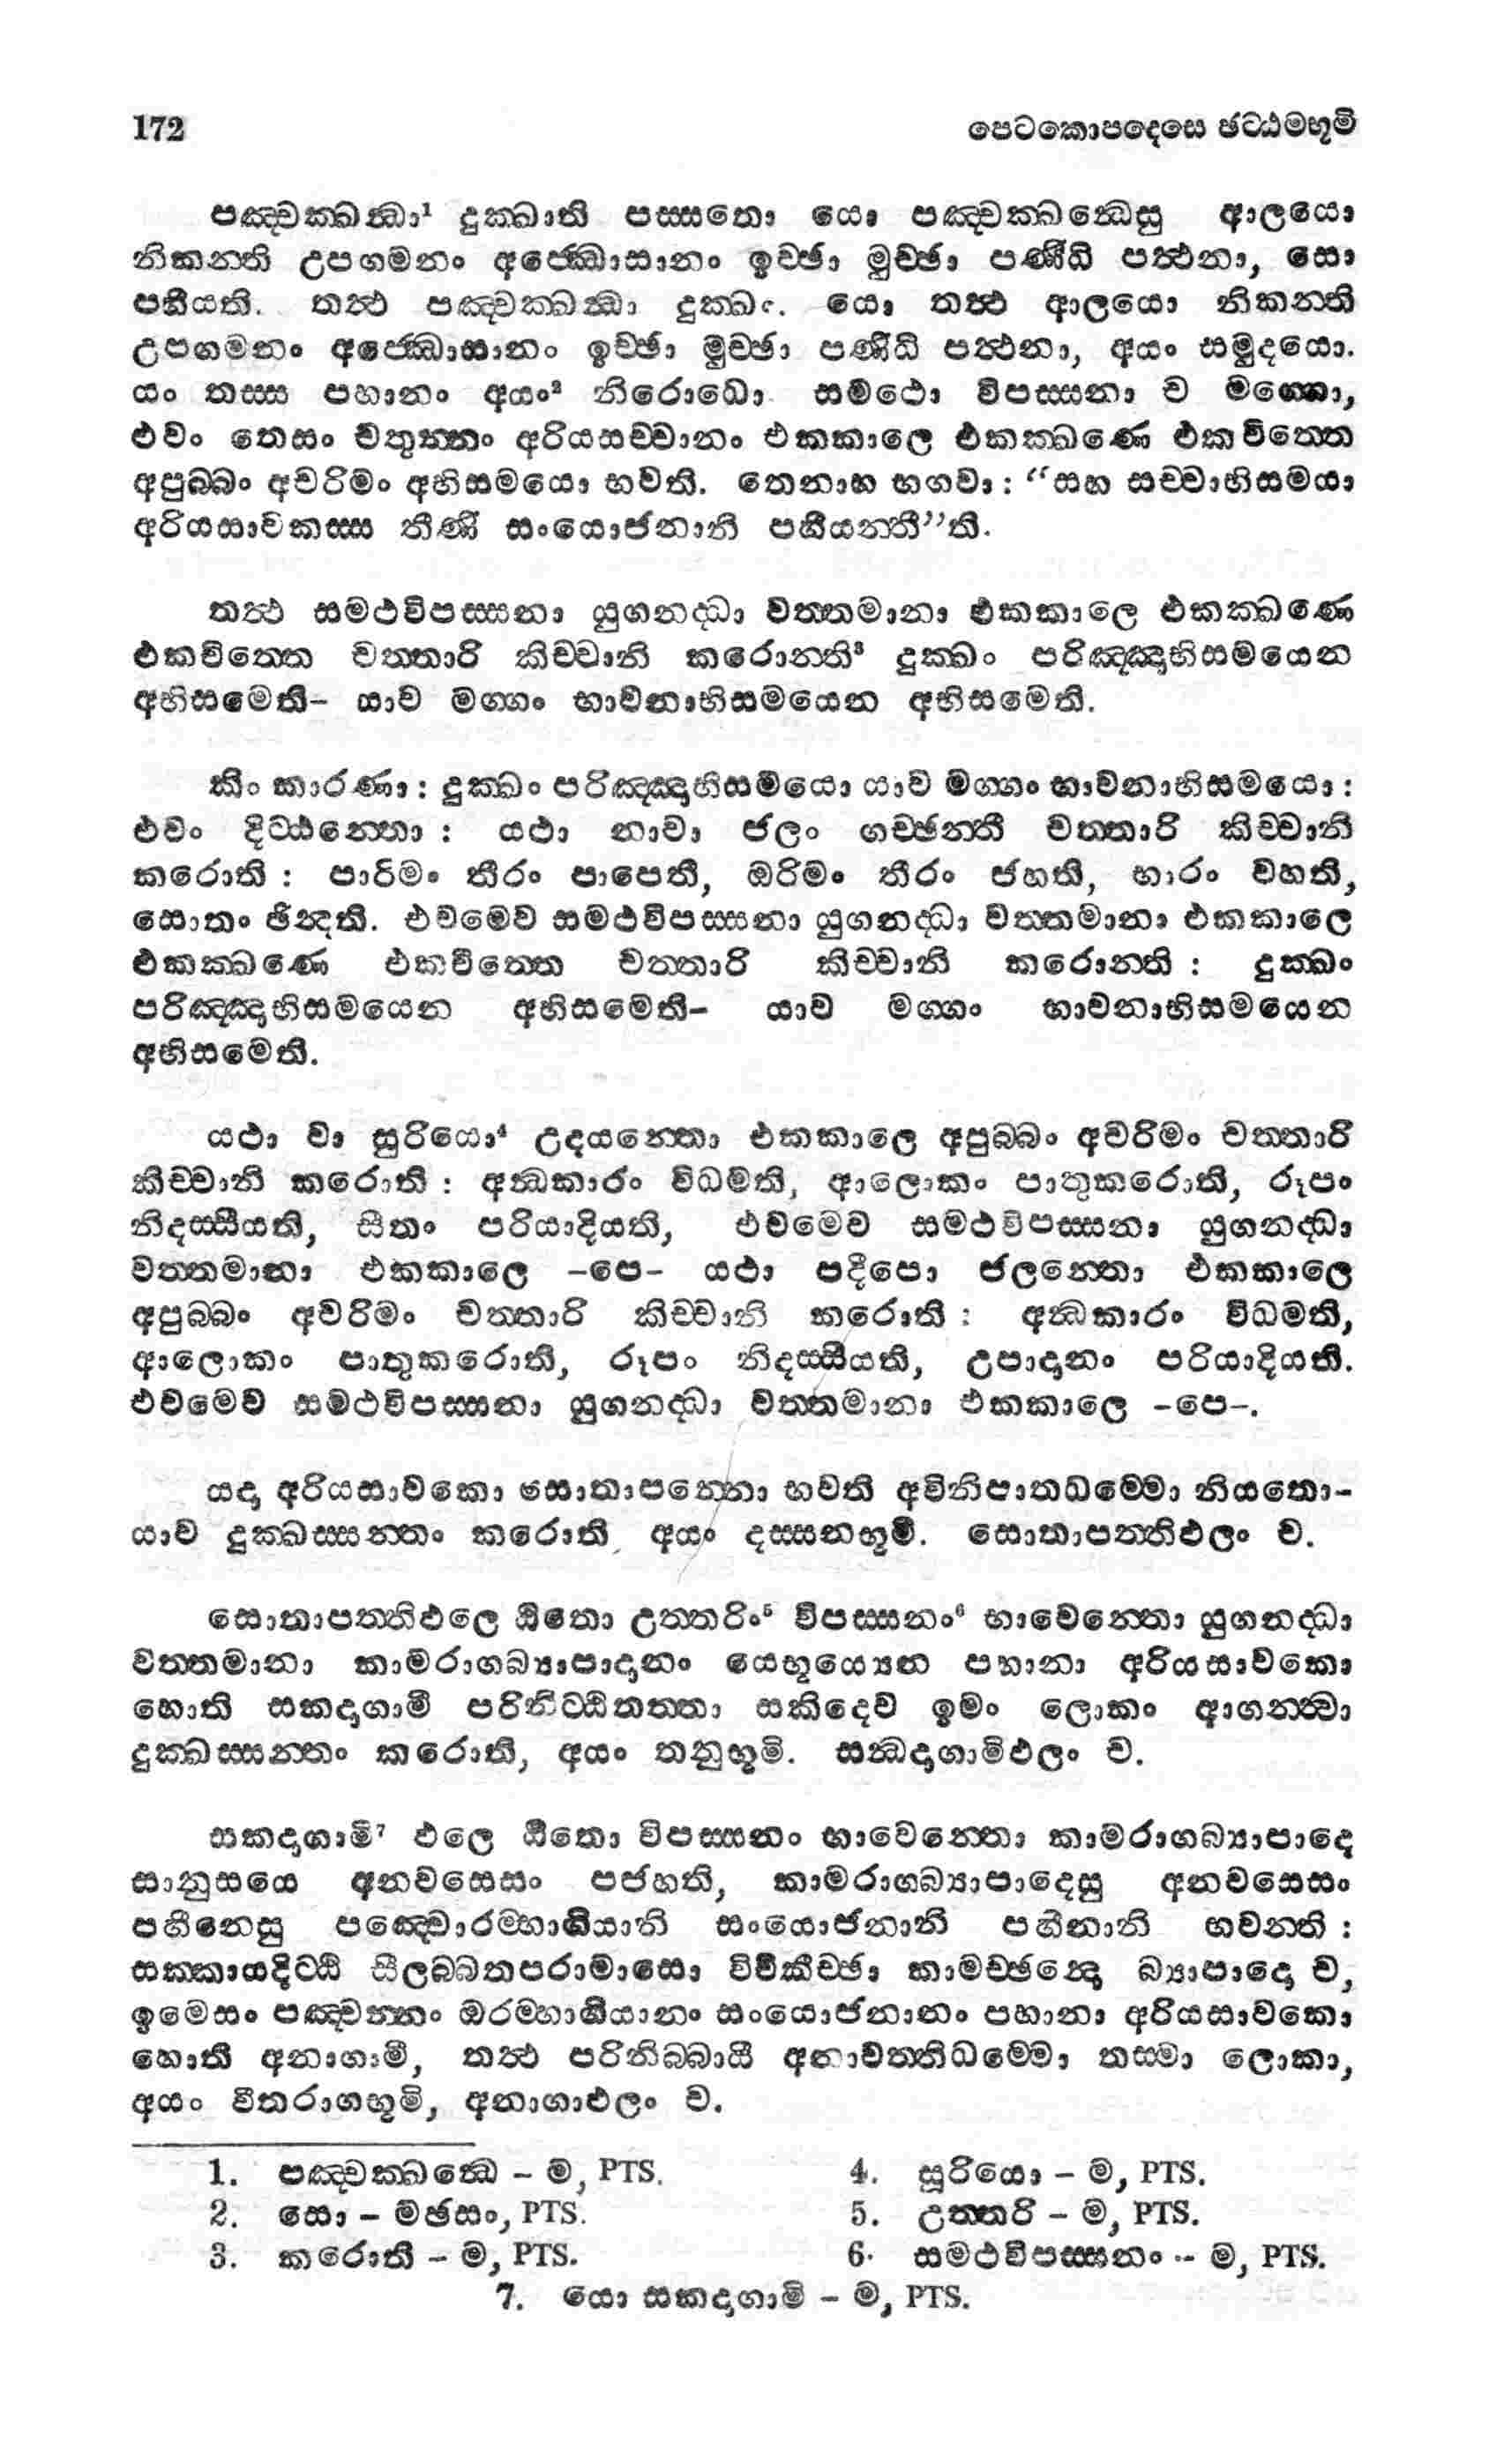 172 පෙටකොපදෙසෙ ඡට්ඨමභූමි
පඤ්චක්ඛන්ධා¹ දුක්ඛාති පස්සතො යො පඤ්චක්ඛන්ධෙසු ආලයො
නිකන්ති උපගමනං අජ්ඣොසානං ඉච්ඡා මුච්ඡා පණිධි පත්ථනා, සො
පහීයති. තත්ථ පඤ්චක්ඛන්ධා දුක්ඛං. යො තත්ථ ආලයො නිකන්ති
උපගමනං අජ්ඣොසානං ඉච්ඡා මුච්ඡා පණිධි පත්ථනා, අයං සමුදයො.
යං තස්ස පහානං අයං² නිරොධො සමථො විපස්සනා ච මග්ගො,
එවං තෙසං චතුන්නං අරියසච්චානං එකකාලෙ එකක්ඛණෙ එකචිත්තෙ
අපුබ්බං අචරිමං අභිසමයො භවති. තෙනාහ භගවා: “සහ සච්චාභිසමයා
අරියසාවකස්ස තීණි සංයොජනානි පහීයන්තී”ති.
තත්ථ සමථවිපස්සනා යුගනද්ධා වත්තමානා එකකාලෙ එකක්ඛණෙ
එකචිත්තෙ චත්තාරි කිච්චානි කරොන්ති³ දුක්ඛං පරිඤ්ඤාභිසමයෙන
අභිසමෙති– යාව මග්ගං භාවනාභිසමයෙන අභිසමෙති.
කිං කාරණා: දුක්ඛං පරිඤ්ඤාභිසමයො යාව මග්ගං භාවනාභිසමයො:
එවං දිට්ඨන්තො : යථා නාවා ජලං ගච්ඡන්තී චත්තාරි කිච්චානි
කරොති : පාරිමං තීරං පාපෙති, ඔරිමං තීරං ජහති, භාරං වහති,
සොතං ඡින්දති. එවමෙව සමථවිපස්සනා යුගනද්ධා වත්තමානා එකකාලෙ
එකක්ඛණෙ එකචිත්තෙ චත්තාරි කිච්චානි කරොන්ති : දුක්ඛං
පරිඤ්ඤාභිසමයෙන අභිසමෙති– යාව මග්ගං භාවනාභිසමයෙන
අභිසමෙති.
යථා වා සුරියො⁴ උදයන්තො එකකාලෙ අපුබ්බං අචරිමං චත්තාරි
කිච්චානි කරොති : අන්ධකාරං විධමති, ආලොකං පාතුකරොති, රූපං
නිදස්සීයති, සීතං පරියාදියති, එවමෙව සමථවිපස්සනා යුගනද්ධා
වත්තමානා එකකාලෙ –පෙ– යථා පදීපො ජලන්තො එකකාලෙ
අපුබ්බං අචරිමං චත්තාරි කිච්චානි කරොති : අන්ධකාරං විධමති,
ආලොකං පාතුකරොති, රූපං නිදස්සීයති, උපාදානං පරියාදියති.
එවමෙව සමථවිපස්සනා යුගනද්ධා වත්තමානා එකකාලෙ –පෙ–.
යදා අරියසාවකො සොතාපන්නො භවති අවිනිපාතධම්මො නියතො–
යාව දුක්ඛස්සන්තං කරොති, අයං දස්සනභූමි. සොතාපත්තිඵලං ච.
සොතාපත්තිඵලෙ ඨිතො උත්තරිං⁵ විපස්සනං⁶ භාවෙන්තො යුගනද්ධා
වත්තමානා කාමරාගබ්‍යාපාදානං යෙභූය්‍යෙන පහානා අරියසාවකො
හොති සකදාගාමී පරිනිට්ඨිතත්තා සකිදෙව ඉමං ලොකං ආගන්ත්වා
දුක්ඛස්සන්තං කරොති, අයං තනුභූමි. සකදාගාමිඵලං ච.
සකදාගාමි⁷ ඵලෙ ඨිතො විපස්සනං භාවෙන්තො කාමරාගබ්‍යාපාදෙ
සානුසයෙ අනවසෙසං පජහති, කාමරාගබ්‍යාපාදෙසු අනවසෙසං
පහීනෙසු පඤ්චොරම්භාගියානි සංයොජනානි පහීනානි භවන්ති :
සක්කායදිට්ඨි සීලබ්බතපරාමාසො විචිකිච්ඡා කාමච්ඡන්දො බ්‍යාපාදො ච,
ඉමෙසං පඤ්චන්නං ඔරම්භාගියානං සංයොජනානං පහානා අරියසාවකො
හොති අනාගාමී, තත්ථ පරිනිබ්බායී අනාවත්තිධම්මො තස්මා ලොකා,
අයං වීතරාගභූමි, අනාගාඵලං ච.
1. පඤ්චක්ඛන්ධෙ – ම, PTS. 4. සූරියො – ම, PTS.
2. සො – මඡසං, PTS. 5. උත්තරි – ම, PTS.
3. කරොති – ම, PTS. 6. සමථවිපස්සනං – ම, PTS.
7. යො සකදාගාමි – ම, PTS.